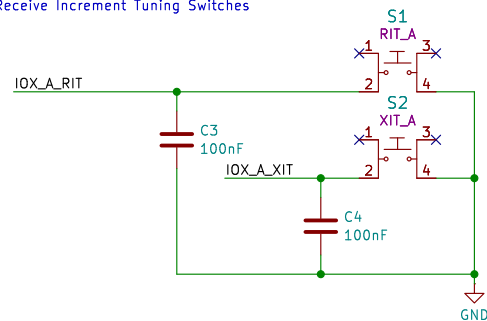 Receive Increment Tuning Switches
S1
RIT_A
1
3
IOX_A_RIT
2
4
S2
XIT_A
C3
100nF
1
3
IOX_A_XIT
2
4
C4
100nF
GND